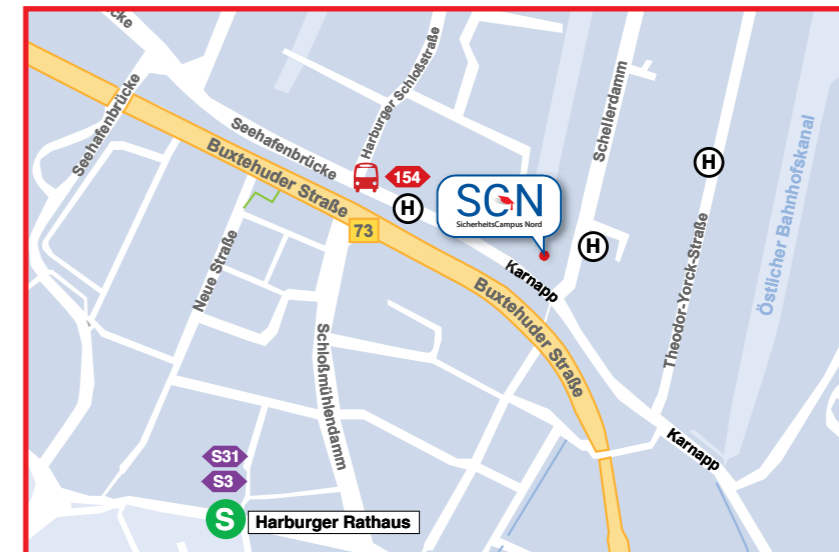 cke
Seehafenbrücke
Harburger Schloßstraße
Seehafenbrücke
Schellerdamm
H
154
Buxtehuder Straße
H
SCN
SicherheitsCampus Nord
73
H
Neue Straße
Karnapp
Östlicher Bahnhofskanal
Theodor-Yorck-Straße
Buxtehuder Straße
Schloßmühlendamm
Karnapp
S31
S3
S
Harburger Rathaus